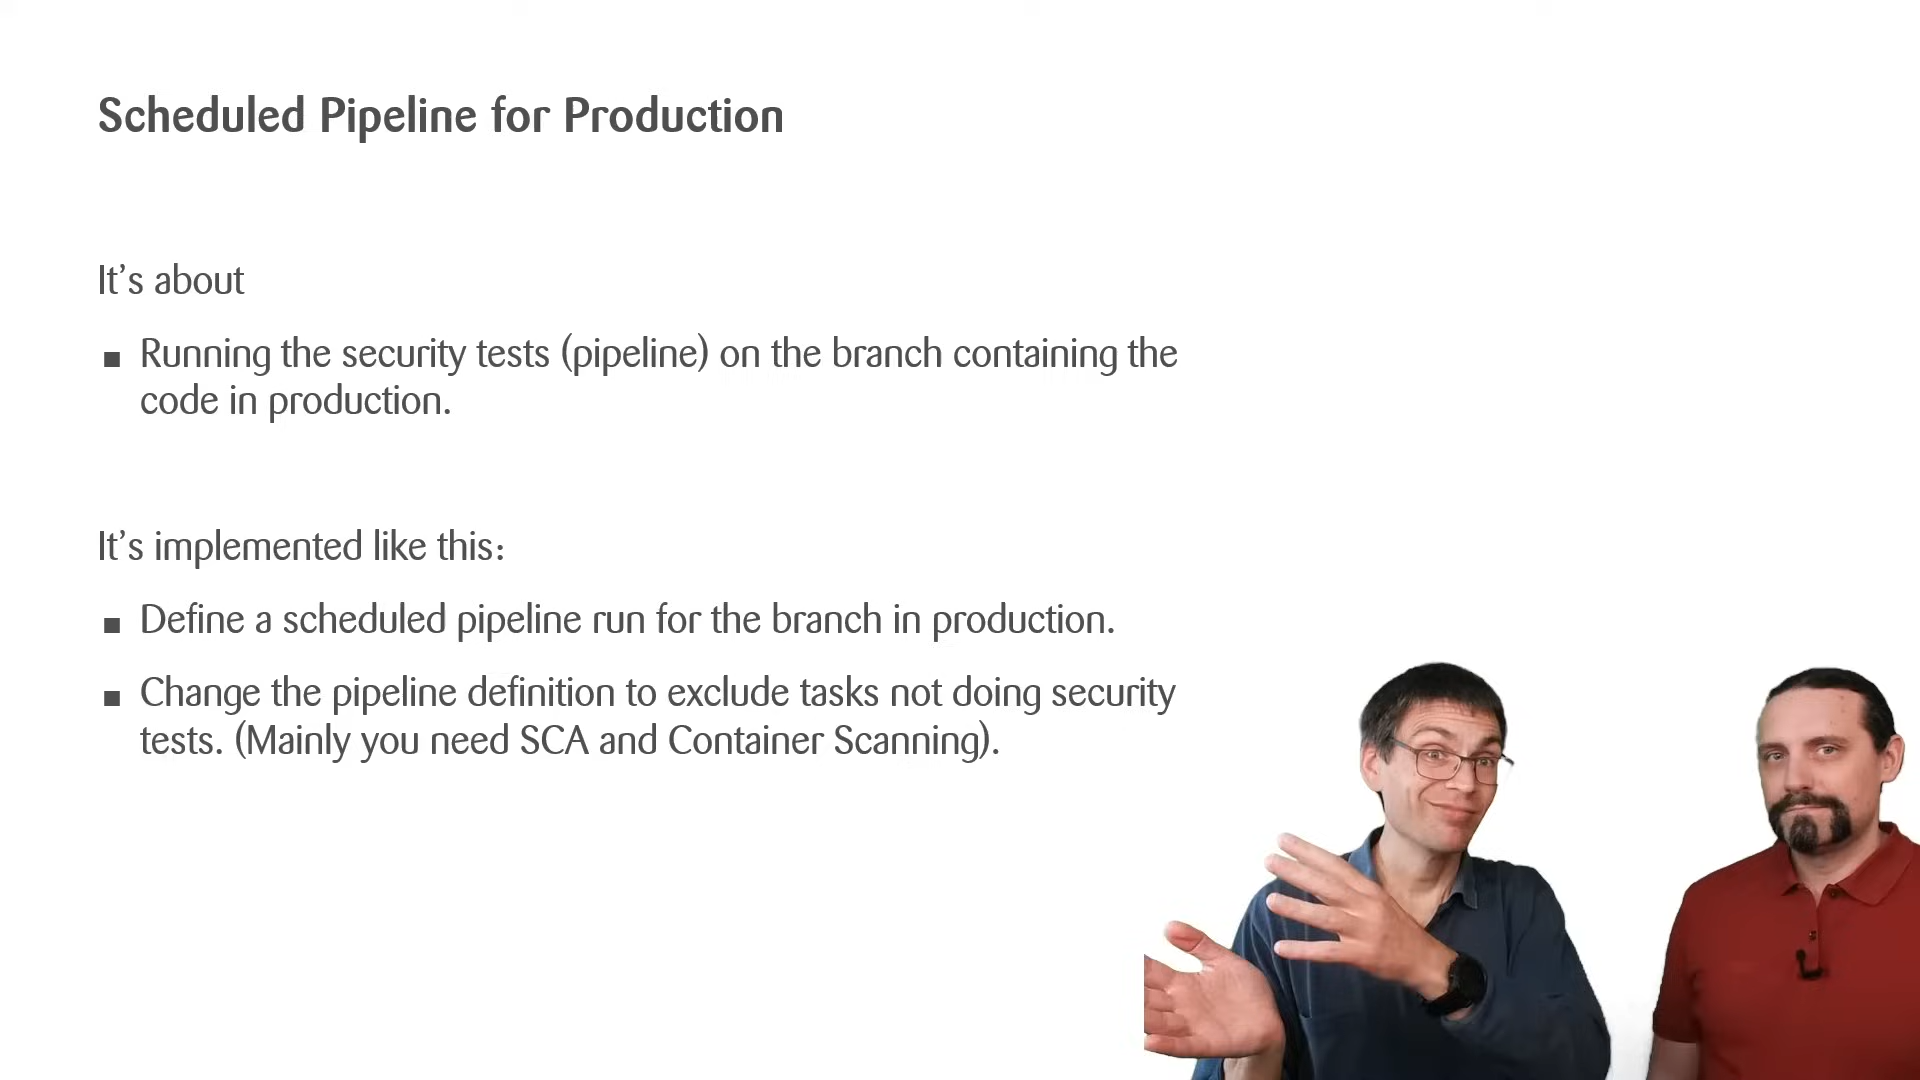 Scheduled Pipeline for Production
It's about
▪ Running the security tests (pipeline) on the branch containing the
code in production.
It's implemented like this:
▪ Define a scheduled pipeline run for the branch in production.
▪ Change the pipeline definition to exclude tasks not doing security
tests. (Mainly you need SCA and Container Scanning).